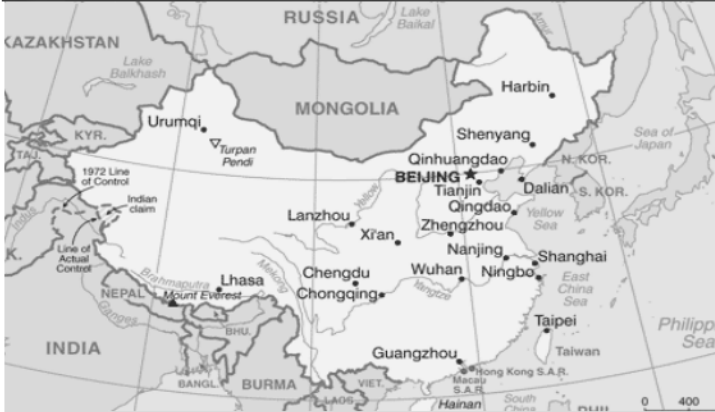 RUSSIA
Lake
Baikal
Amur
KAZAKHSTAN
Lake
Balkhash
MONGOLIA
Harbin
Urumqi
Turpan
Pendi
KYR.
TAJ.
Shenyang
Sea of
Japan
Qinhuangdao
N. KOR.
BEIJING
Tianjin
Dalian
S. KOR.
1972 Line
of Control
Indian
claim
Indus
Line of
Actual
Control
K.
Yellow
Qingdao
Yellow
Sea
Lanzhou
Xi'an
Zhengzhou
Nanjing
Shanghai
Wuhan
Ningbo
Chengdu
Chongqing
Yangtze
East
China
Sea
Mekong
Brahmaputra
Lhasa
NEPAL
Mount Everest
Ganges
BHU.
INDIA
BANGL.
BURMA
Taipei
Taiwan
Philipp
Sea
Guangzhou
Hong Kong S.A.R.
Macau
S.A.R.
VIET.
LAOS
Hainan
South
China
PHIL
0 400